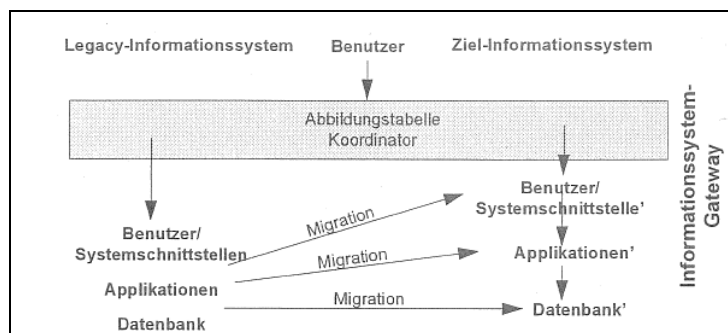 Legacy-Informationssystem
Benutzer
Ziel-Informationssystem
Abbildungstabelle
Koordinator
Informationssystem-
Gateway
Benutzer/
Systemschnittstelle'
Migration
Benutzer/
Systemschnittstellen
Migration
Applikationen'
Applikationen
Migration
Datenbank'
Datenbank